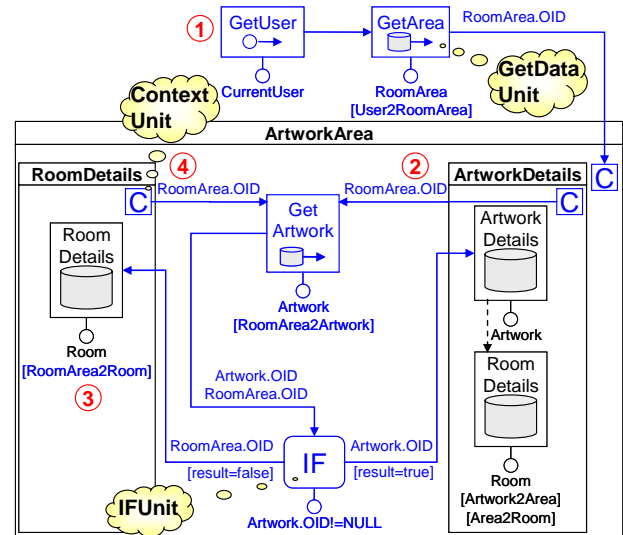 1
GetUser
CurrentUser
GetArea
RoomArea
[User2RoomArea]
RoomArea.OID
GetData
Unit
Context
Unit
ArtworkArea
C
RoomDetails
4
C
RoomArea.OID
2
RoomArea.OID
ArtworkDetails
C
Get
Artwork
Artwork
[RoomArea2Artwork]
Room
Details
Room
[RoomArea2Room]
3
Artwork
Details
Artwork
Room
Details
Room
[Artwork2Area]
[Area2Room]
Artwork.OID
RoomArea.OID
RoomArea.OID
[result=false]
IF
Artwork.OID
[result=true]
Artwork.OID!=NULL
IFUnit